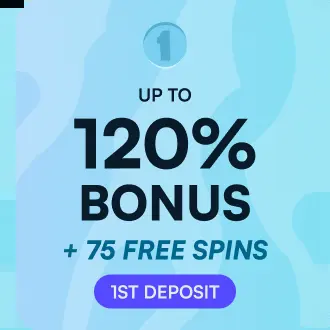 1
UP TO
120%
BONUS
+ 75 FREE SPINS
1ST DEPOSIT